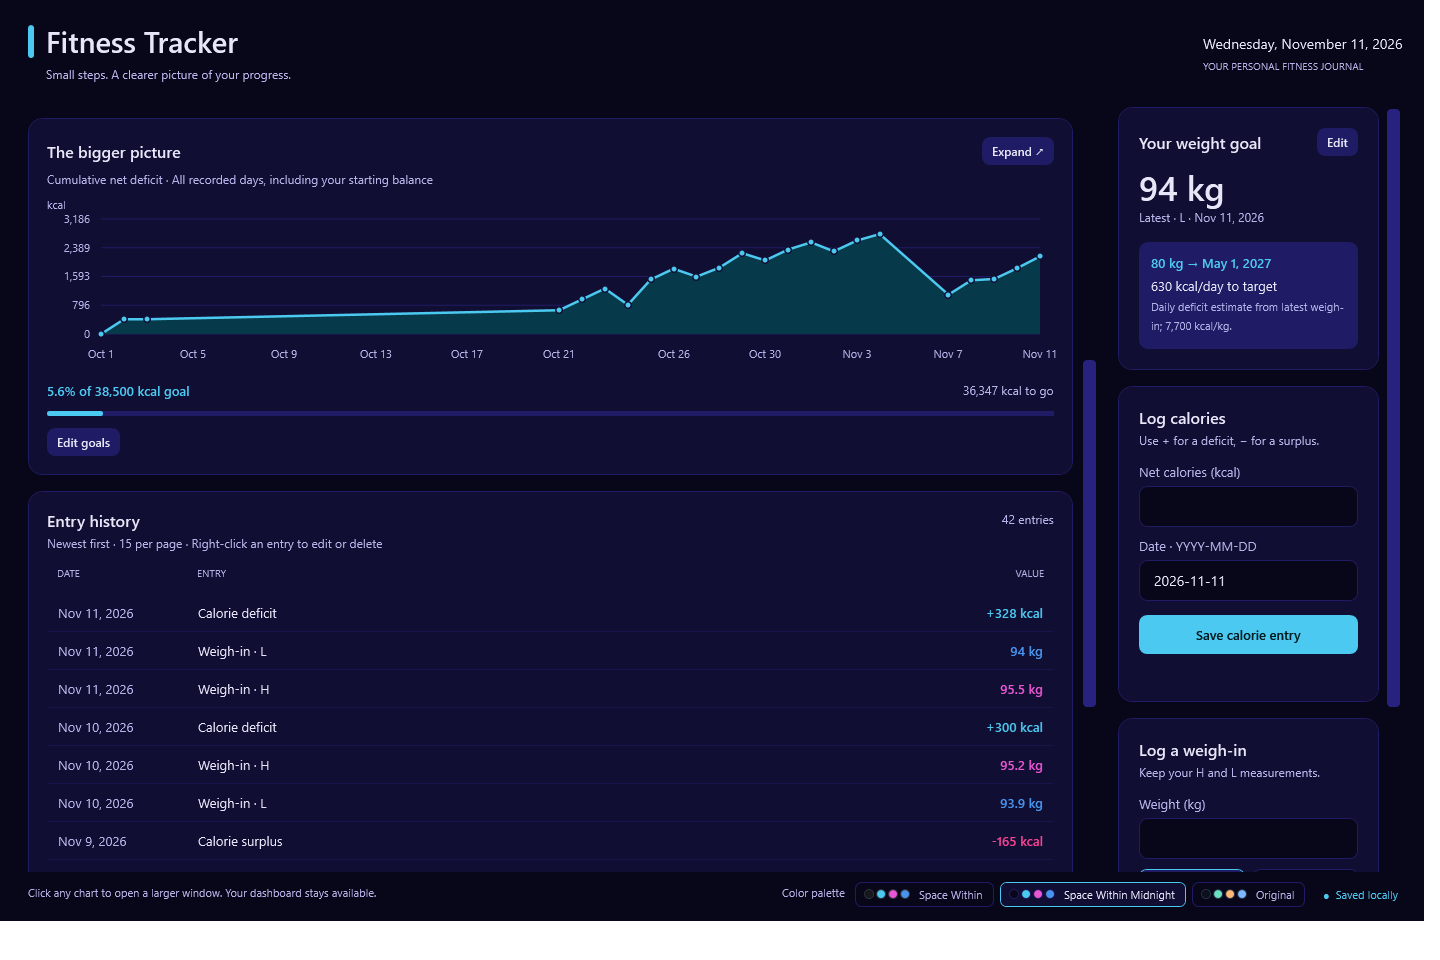 Fitness Tracker
Small steps. A clearer picture of your progress.
Wednesday, November 11, 2026
YOUR PERSONAL FITNESS JOURNAL
The bigger picture
Expand ↗
Cumulative net deficit · All recorded days, including your starting balance
kcal
3,186
2,389
1,593
796
0
Oct 1 Oct 5 Oct 9 Oct 13 Oct 17 Oct 21 Oct 26 Oct 30 Nov 3 Nov 7 Nov 11
5.6% of 38,500 kcal goal
36,347 kcal to go
Edit goals
Entry history
42 entries
Newest first · 15 per page · Right-click an entry to edit or delete
DATE ENTRY VALUE
Nov 11, 2026 Calorie deficit +328 kcal
Nov 11, 2026 Weigh-in · L 94 kg
Nov 11, 2026 Weigh-in · H 95.5 kg
Nov 10, 2026 Calorie deficit +300 kcal
Nov 10, 2026 Weigh-in · H 95.2 kg
Nov 10, 2026 Weigh-in · L 93.9 kg
Nov 9, 2026 Calorie surplus -165 kcal
Your weight goal
Edit
94 kg
Latest · L · Nov 11, 2026
80 kg → May 1, 2027
630 kcal/day to target
Daily deficit estimate from latest weigh-
in; 7,700 kcal/kg.
Log calories
Use + for a deficit, − for a surplus.
Net calories (kcal)
Date · YYYY-MM-DD
2026-11-11
Save calorie entry
Log a weigh-in
Keep your H and L measurements.
Weight (kg)
Click any chart to open a larger window. Your dashboard stays available.
Color palette
Space Within
Space Within Midnight
Original
● Saved locally